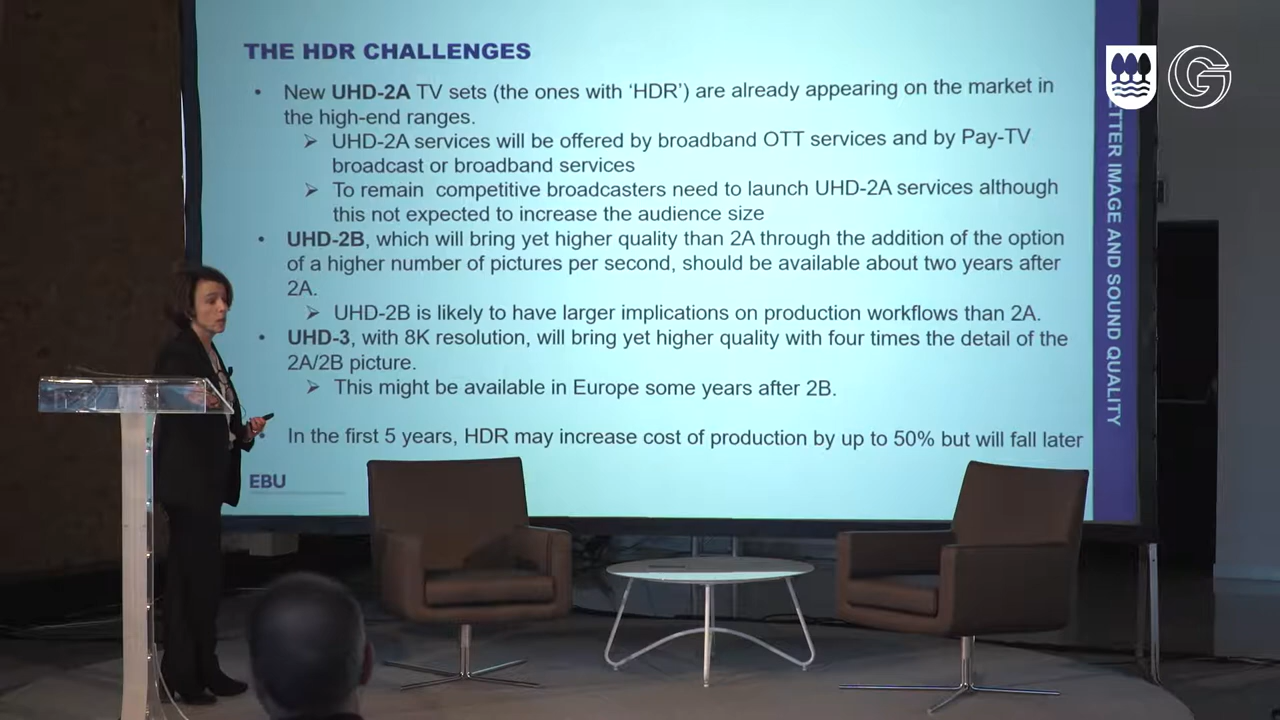 THE HDR CHALLENGES
• New UHD-2A TV sets (the ones with ‘HDR’) are already appearing on the market in
the high-end ranges.
➢ UHD-2A services will be offered by broadband OTT services and by Pay-TV
broadcast or broadband services
➢ To remain competitive broadcasters need to launch UHD-2A services although
this not expected to increase the audience size
• UHD-2B, which will bring yet higher quality than 2A through the addition of the option
of a higher number of pictures per second, should be available about two years after
2A.
➢ UHD-2B is likely to have larger implications on production workflows than 2A.
• UHD-3, with 8K resolution, will bring yet higher quality with four times the detail of the
2A/2B picture.
➢ This might be available in Europe some years after 2B.
In the first 5 years, HDR may increase cost of production by up to 50% but will fall later
EBU
ETTER IMAGE AND SOUND QUALITY
G